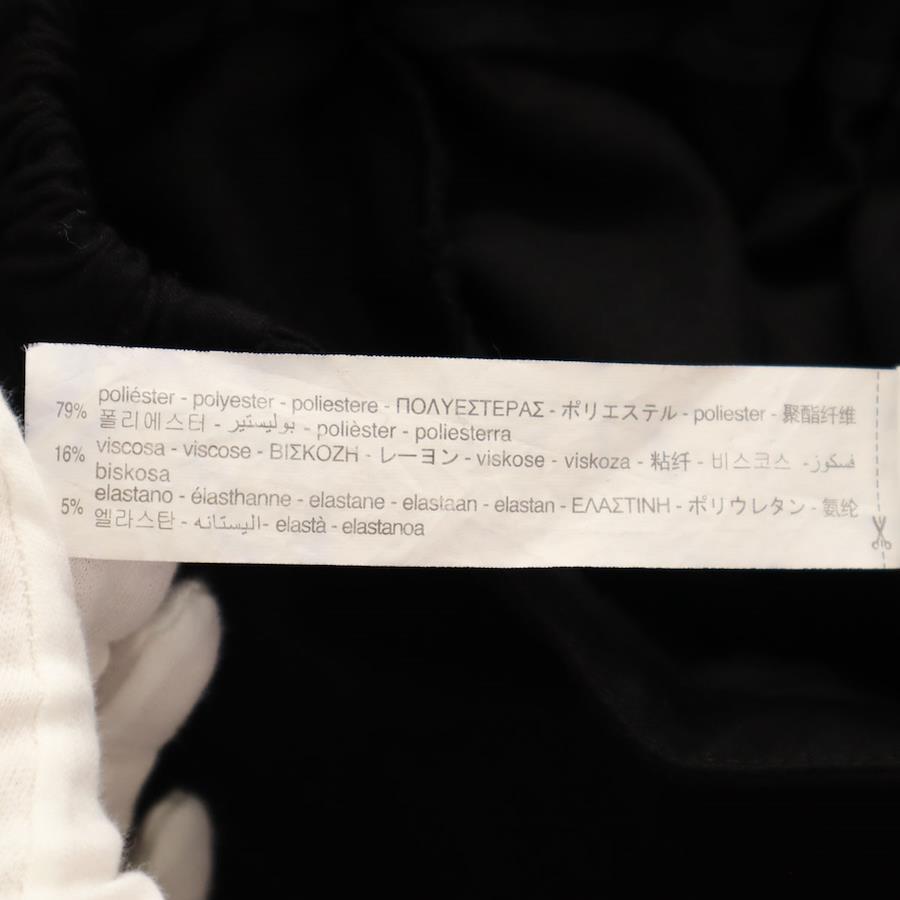 79% poliéster - polyester - poliestere - ΠΟΛΥΕΣΤΕΡΑΣ - ポリエステル - poliester - 聚酯纤维
폴리에스터 - بوليستير - polièster - poliesterra
16% viscosa - viscose - ΒΙΣΚΟΖΗ - レーヨン - viskose - viskoza - 粘纤 - 비스코스 - فسكوز
biskosa
5% elastano - élasthanne - elastane - elastaan - elastan - ΕΛΑΣΤΙΝΗ - ポリウレタン - 氨纶
엘라스탄 - اليستانه - elastà - elastanoa